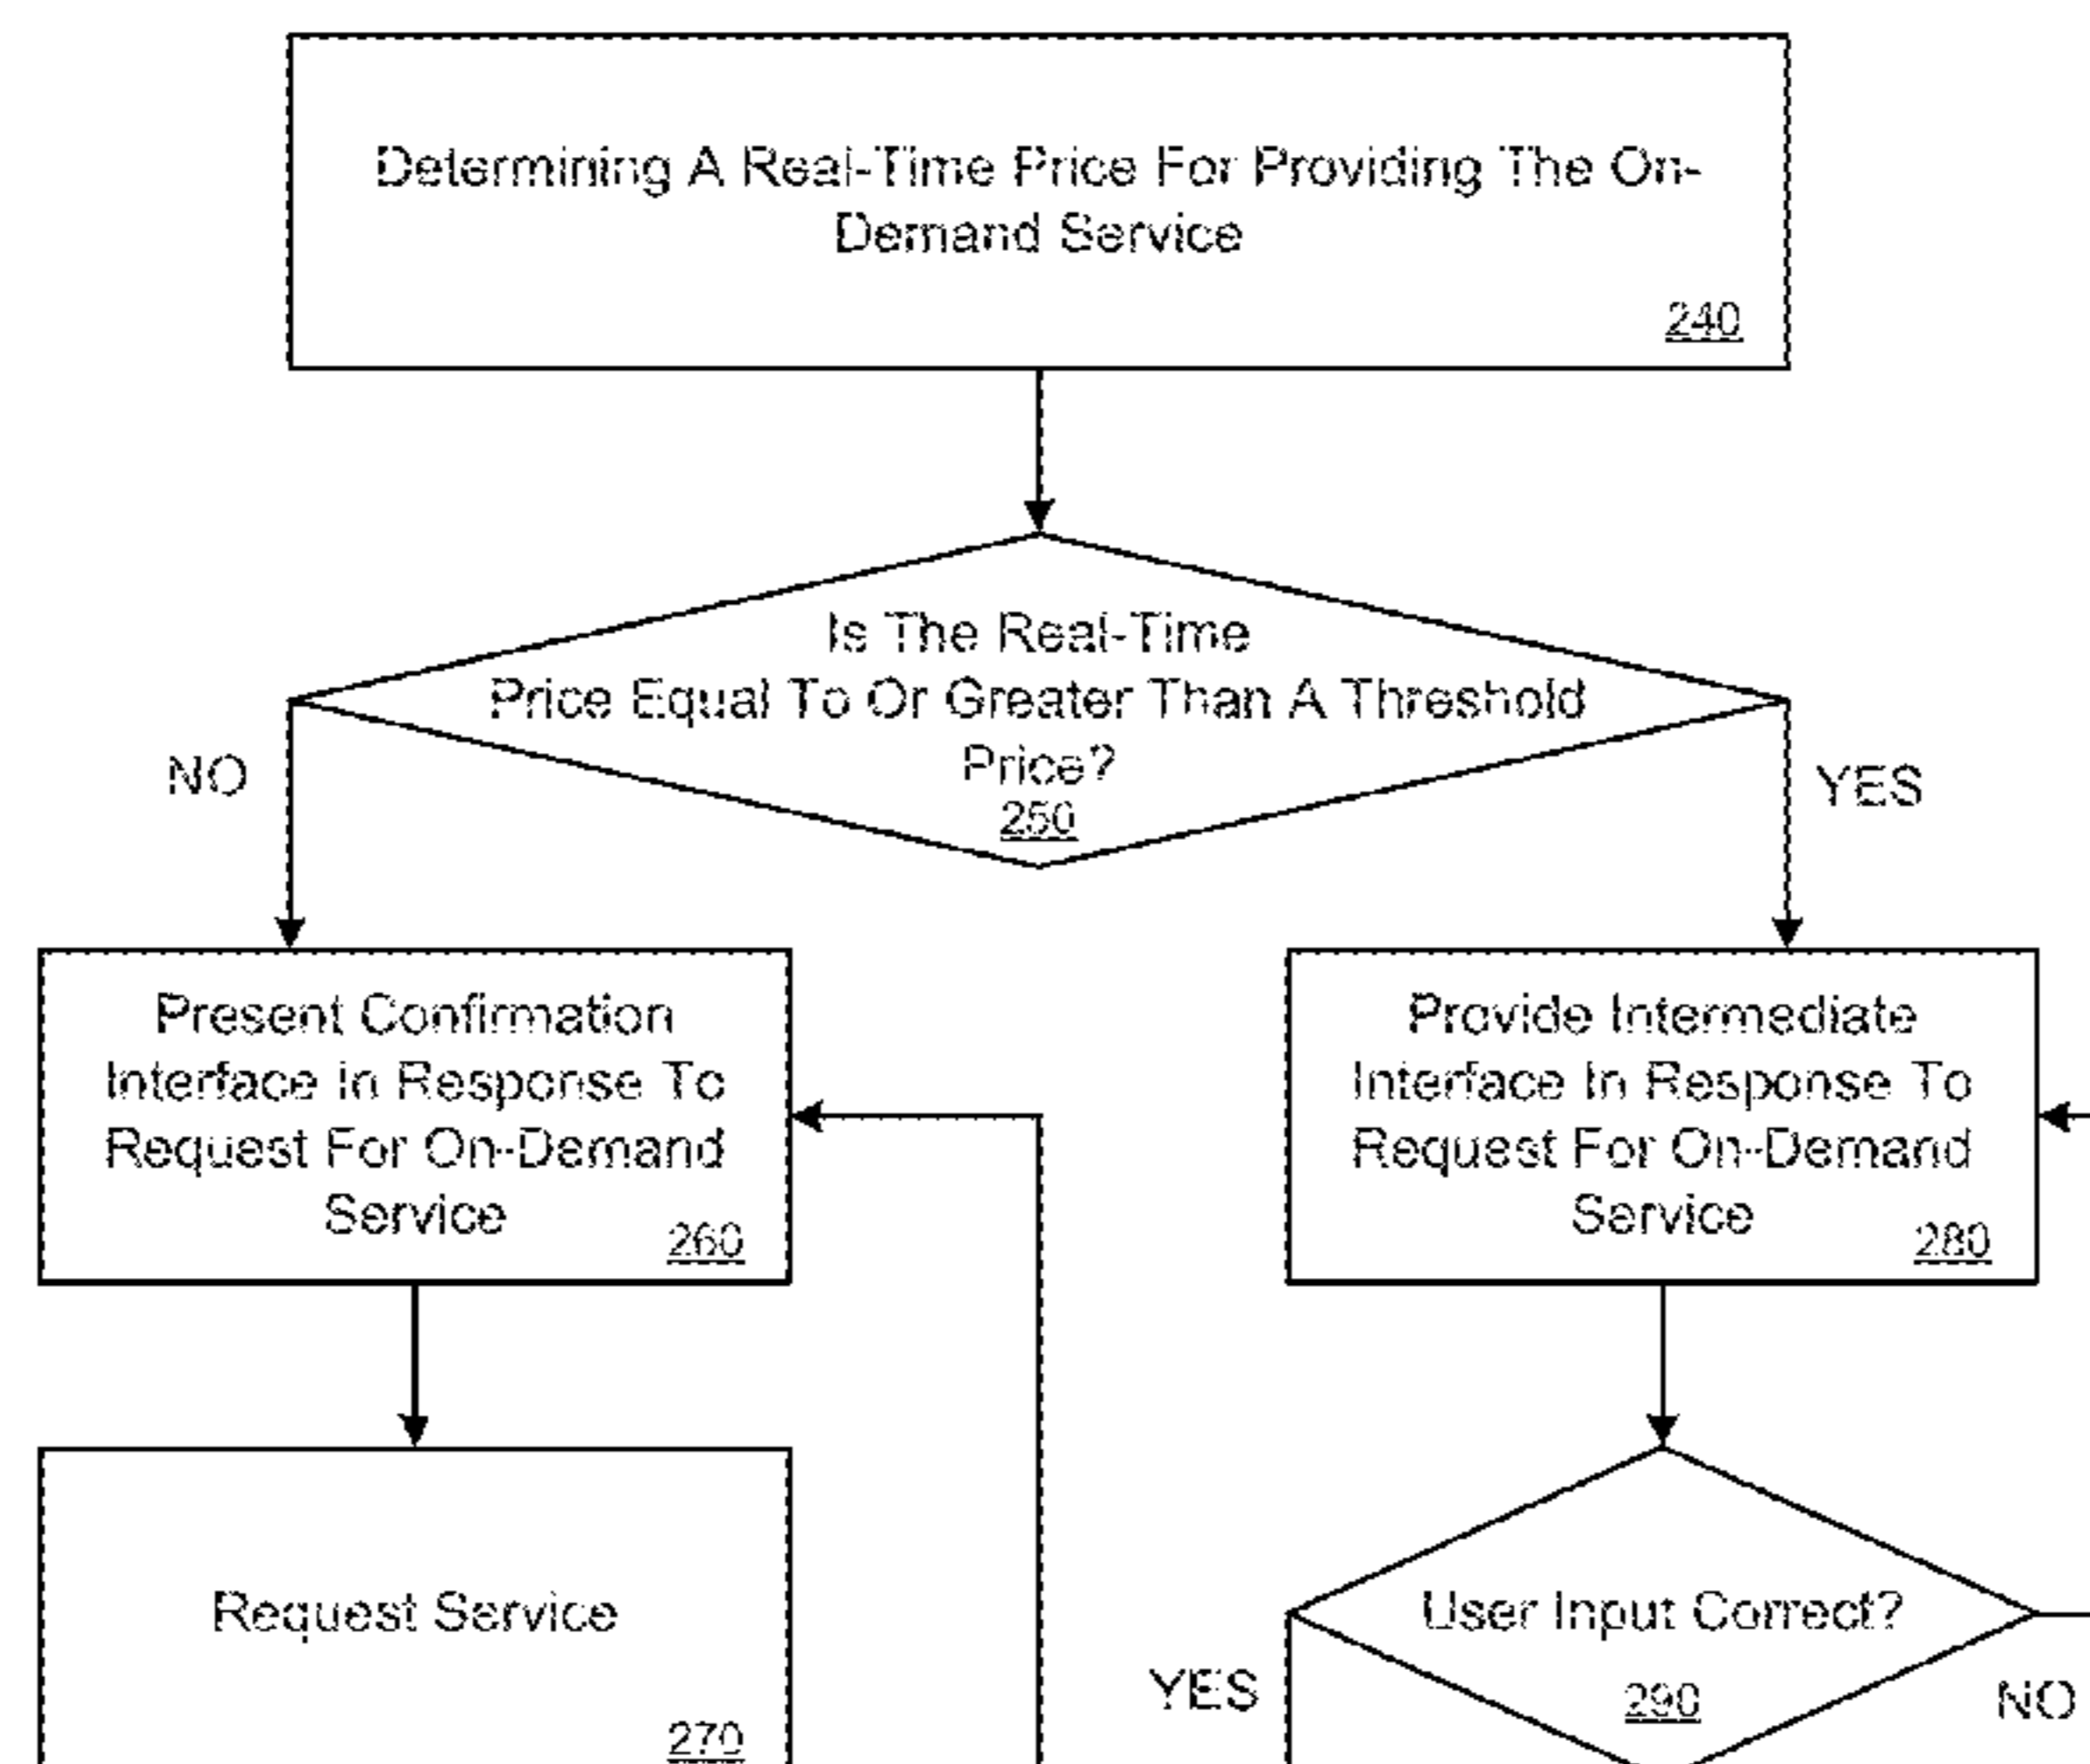 Determining A Real-Time Price For Providing The On-
Demand Service
240
Is The Real-Time
Price Equal To Or Greater Than A Threshold
Price?
250
NO
YES
Present Confirmation
Interface In Response To
Request For On-Demand
Service
260
Provide Intermediate
Interface In Response To
Request For On-Demand
Service
280
Request Service
270
User Input Correct?
290
YES
NO